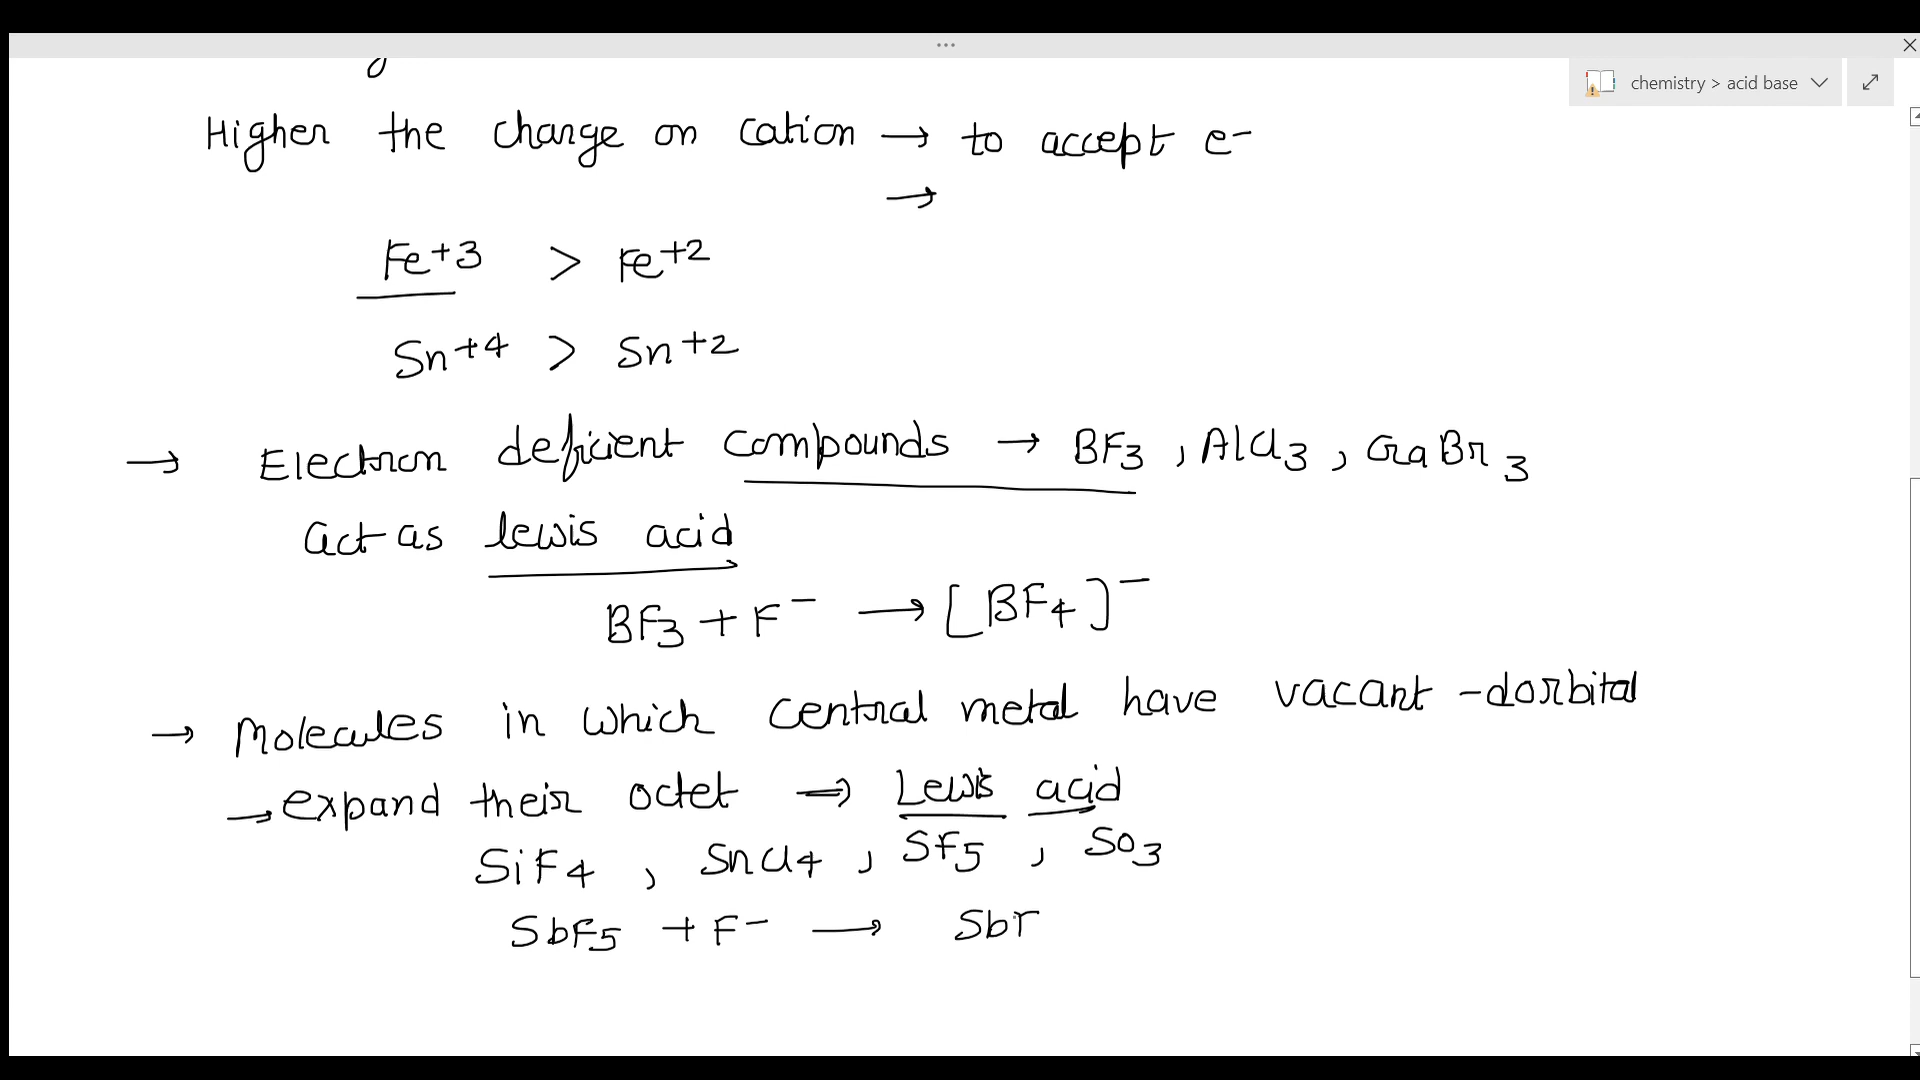 chemistry > acid base
Higher the change on cation → to accept e-
→
Fe+3 > Fe+2
Sn+4 > Sn+2
→ Electron deficient compounds → BF3 , AlCl3 , GaBr3
act as lewis acid
BF3 + F- → [BF4]-
→ Molecules in which central metal have vacant -dorbital
→ expand their octet → Lewis acid
SiF4 , SnCl4 , SF5 , SO3
SbF5 + F- → Sbr